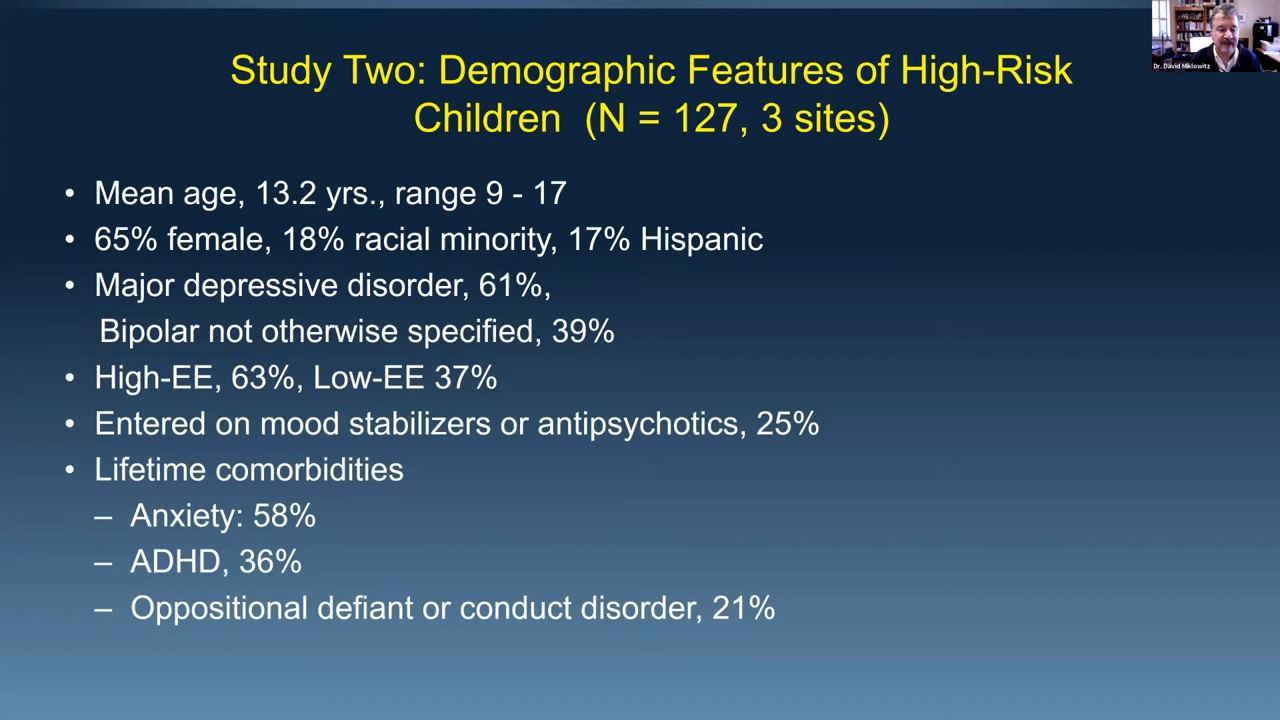 Dr. David Miklowitz
Study Two: Demographic Features of High-Risk
Children (N = 127, 3 sites)
• Mean age, 13.2 yrs., range 9 - 17
• 65% female, 18% racial minority, 17% Hispanic
• Major depressive disorder, 61%,
Bipolar not otherwise specified, 39%
• High-EE, 63%, Low-EE 37%
• Entered on mood stabilizers or antipsychotics, 25%
• Lifetime comorbidities
– Anxiety: 58%
– ADHD, 36%
– Oppositional defiant or conduct disorder, 21%